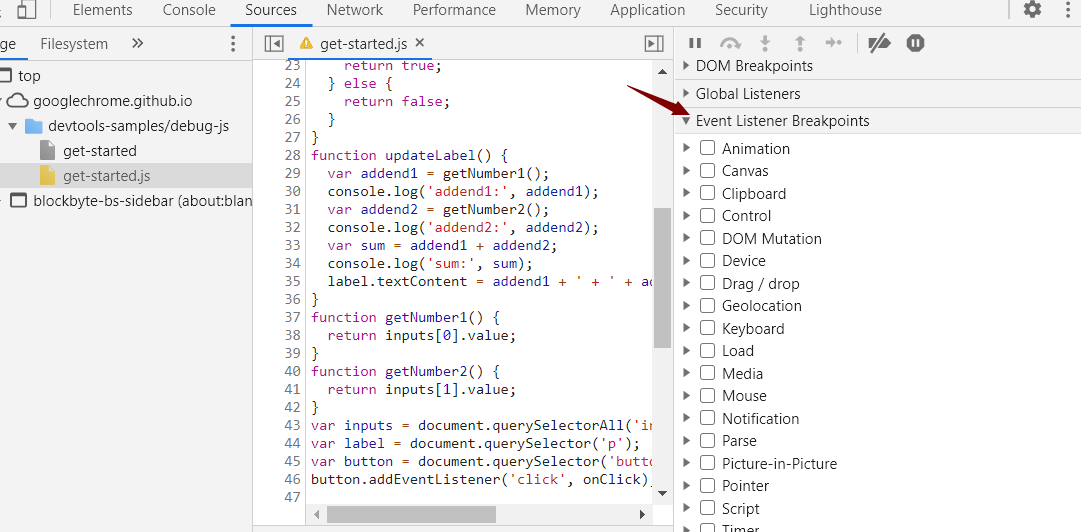 Elements Console Sources Network Performance Memory Application Security Lighthouse
ge Filesystem
top
googlechrome.github.io
devtools-samples/debug-js
get-started
get-started.js
blockbyte-bs-sidebar (about:blan
get-started.js
23 return true;
24 } else {
25 return false;
26 }
27 }
28 function updateLabel() {
29 var addend1 = getNumber1();
30 console.log('addend1:', addend1);
31 var addend2 = getNumber2();
32 console.log('addend2:', addend2);
33 var sum = addend1 + addend2;
34 console.log('sum:', sum);
35 label.textContent = addend1 + ' + ' + ad
36 }
37 function getNumber1() {
38 return inputs[0].value;
39 }
40 function getNumber2() {
41 return inputs[1].value;
42 }
43 var inputs = document.querySelectorAll('in
44 var label = document.querySelector('p');
45 var button = document.querySelector('butto
46 button.addEventListener('click', onClick)
47
DOM Breakpoints
Global Listeners
Event Listener Breakpoints
Animation
Canvas
Clipboard
Control
DOM Mutation
Device
Drag / drop
Geolocation
Keyboard
Load
Media
Mouse
Notification
Parse
Picture-in-Picture
Pointer
Script
Timer